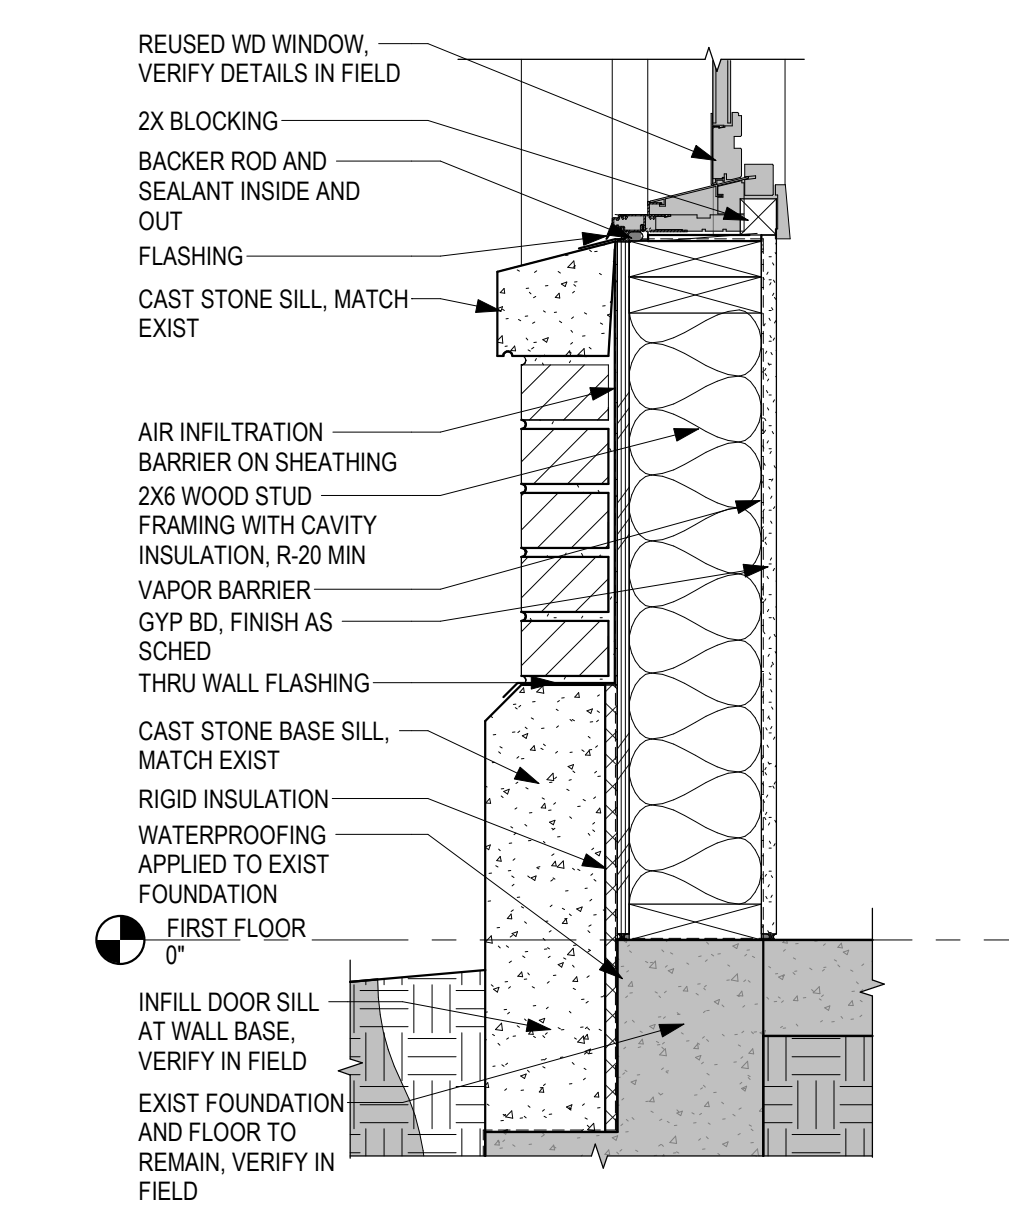 REUSED WD WINDOW,
VERIFY DETAILS IN FIELD
2X BLOCKING
BACKER ROD AND
SEALANT INSIDE AND
OUT
FLASHING
CAST STONE SILL, MATCH
EXIST
AIR INFILTRATION
BARRIER ON SHEATHING
2X6 WOOD STUD
FRAMING WITH CAVITY
INSULATION, R-20 MIN
VAPOR BARRIER
GYP BD, FINISH AS
SCHED
THRU WALL FLASHING
CAST STONE BASE SILL,
MATCH EXIST
RIGID INSULATION
WATERPROOFING
APPLIED TO EXIST
FOUNDATION
FIRST FLOOR
0"
INFILL DOOR SILL
AT WALL BASE,
VERIFY IN FIELD
EXIST FOUNDATION
AND FLOOR TO
REMAIN, VERIFY IN
FIELD